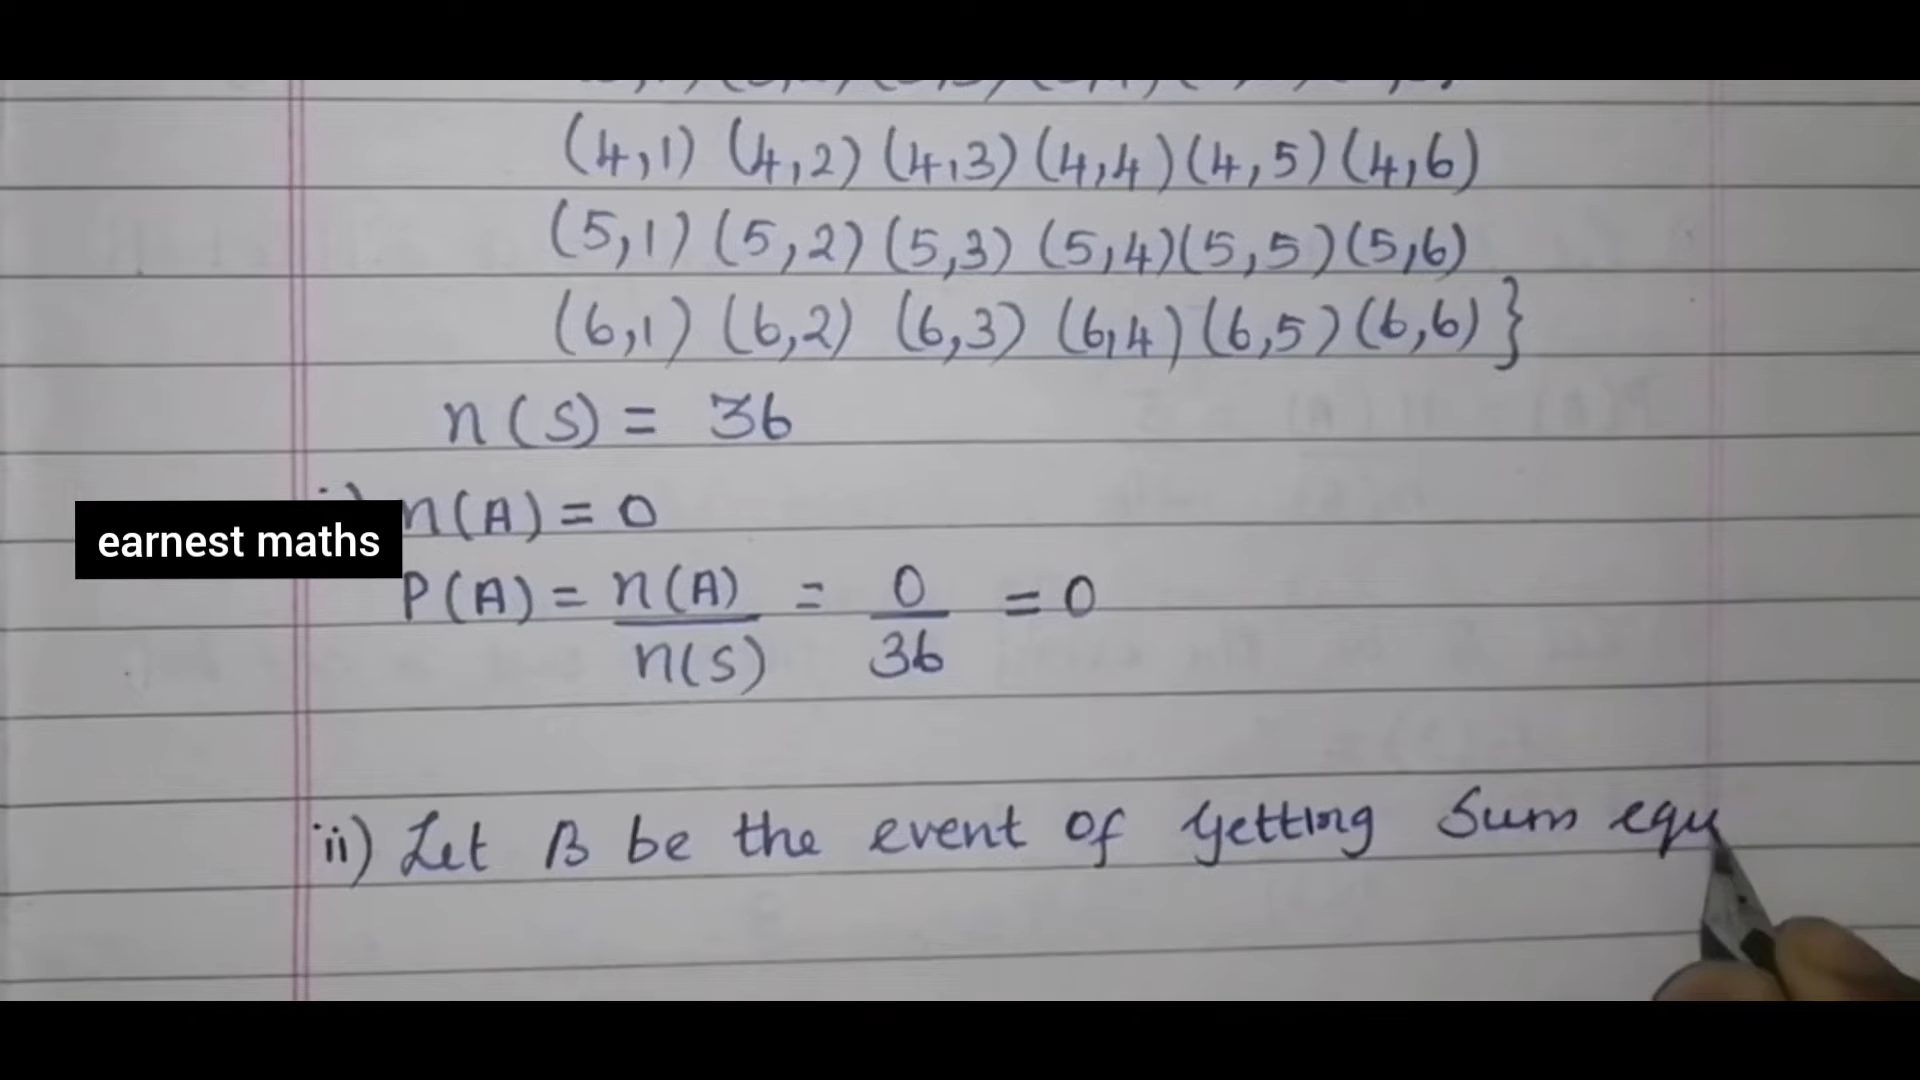 (4,1) (4,2) (4,3) (4,4) (4,5) (4,6)
(5,1) (5,2) (5,3) (5,4) (5,5) (5,6)
(6,1) (6,2) (6,3) (6,4) (6,5) (6,6) }
n(S) = 36
n(A) = 0
earnest maths
P(A) = n(A)/n(S) = 0/36 = 0
ii) Let B be the event of getting Sum equ